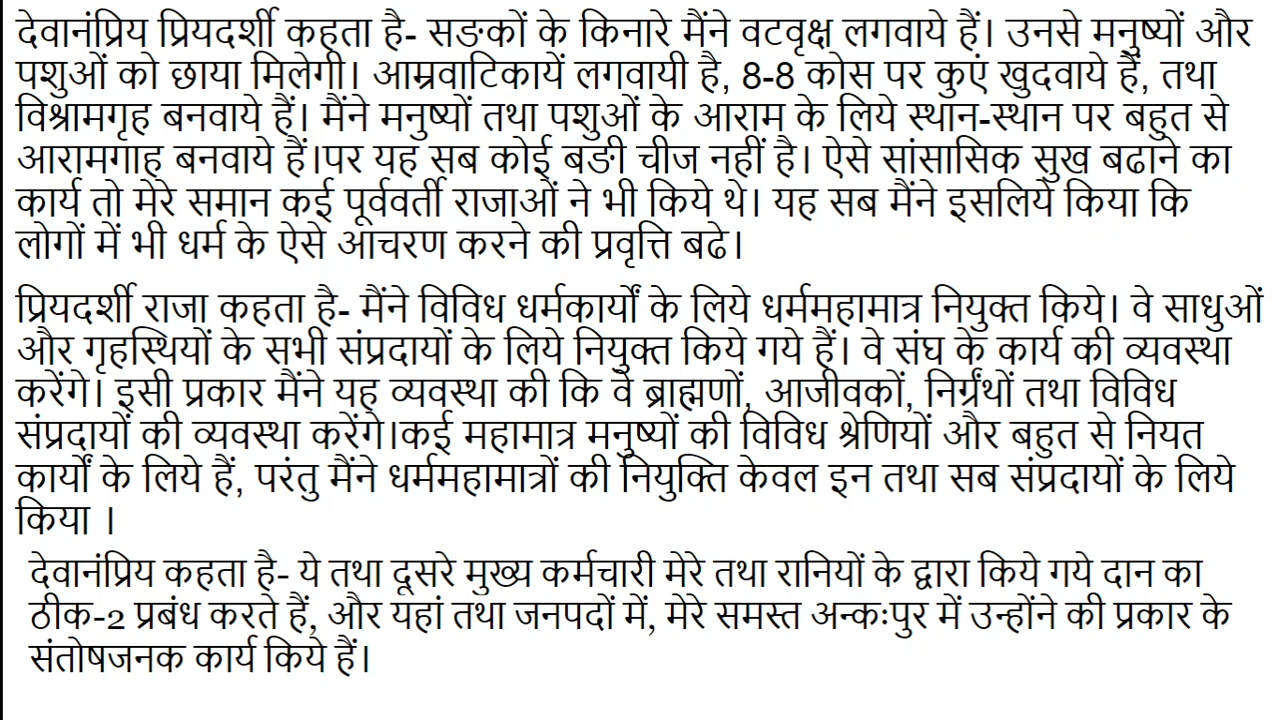 देवानंप्रिय प्रियदर्शी कहता है- सङकों के किनारे मैंने वटवृक्ष लगवाये हैं। उनसे मनुष्यों और
पशुओं को छाया मिलेगी। आम्रवाटिकायें लगवायी है, 8-8 कोस पर कुएं खुदवाये हैं, तथा
विश्रामगृह बनवाये हैं। मैंने मनुष्यों तथा पशुओं के आराम के लिये स्थान-स्थान पर बहुत से
आरामगाह बनवाये हैं।पर यह सब कोई बङी चीज नहीं है। ऐसे सांसासिक सुख बढाने का
कार्य तो मेरे समान कई पूर्ववर्ती राजाओं ने भी किये थे। यह सब मैंने इसलिये किया कि
लोगों में भी धर्म के ऐसे आचरण करने की प्रवृत्ति बढे।
प्रियदर्शी राजा कहता है- मैंने विविध धर्मकार्यों के लिये धर्ममहामात्र नियुक्त किये। वे साधुओं
और गृहस्थियों के सभी संप्रदायों के लिये नियुक्त किये गये हैं। वे संघ के कार्य की व्यवस्था
करेंगे। इसी प्रकार मैंने यह व्यवस्था की कि वे ब्राह्मणों, आजीवकों, निर्ग्रंथों तथा विविध
संप्रदायों की व्यवस्था करेंगे।कई महामात्र मनुष्यों की विविध श्रेणियों और बहुत से नियत
कार्यों के लिये हैं, परंतु मैंने धर्ममहामात्रों की नियुक्ति केवल इन तथा सब संप्रदायों के लिये
किया ।
देवानंप्रिय कहता है- ये तथा दूसरे मुख्य कर्मचारी मेरे तथा रानियों के द्वारा किये गये दान का
ठीक-2 प्रबंध करते हैं, और यहां तथा जनपदों में, मेरे समस्त अन्कःपुर में उन्होंने की प्रकार के
संतोषजनक कार्य किये हैं।